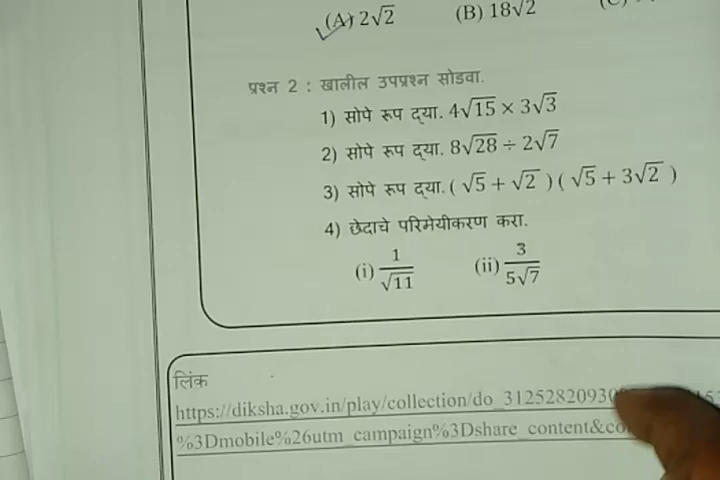 (A) 2√2 (B) 18√2
प्रश्न 2 : खालील उपप्रश्न सोडवा.
1) सोपे रूप द्या. 4√15 × 3√3
2) सोपे रूप द्या. 8√28 ÷ 2√7
3) सोपे रूप द्या. ( √5 + √2 ) ( √5 + 3√2 )
4) छेदाचे परिमेयीकरण करा.
(i) 1/√11 (ii) 3/5√7
लिंक
https://diksha.gov.in/play/collection/do_31252820930
%3Dmobile%26utm_campaign%3Dshare_content&co